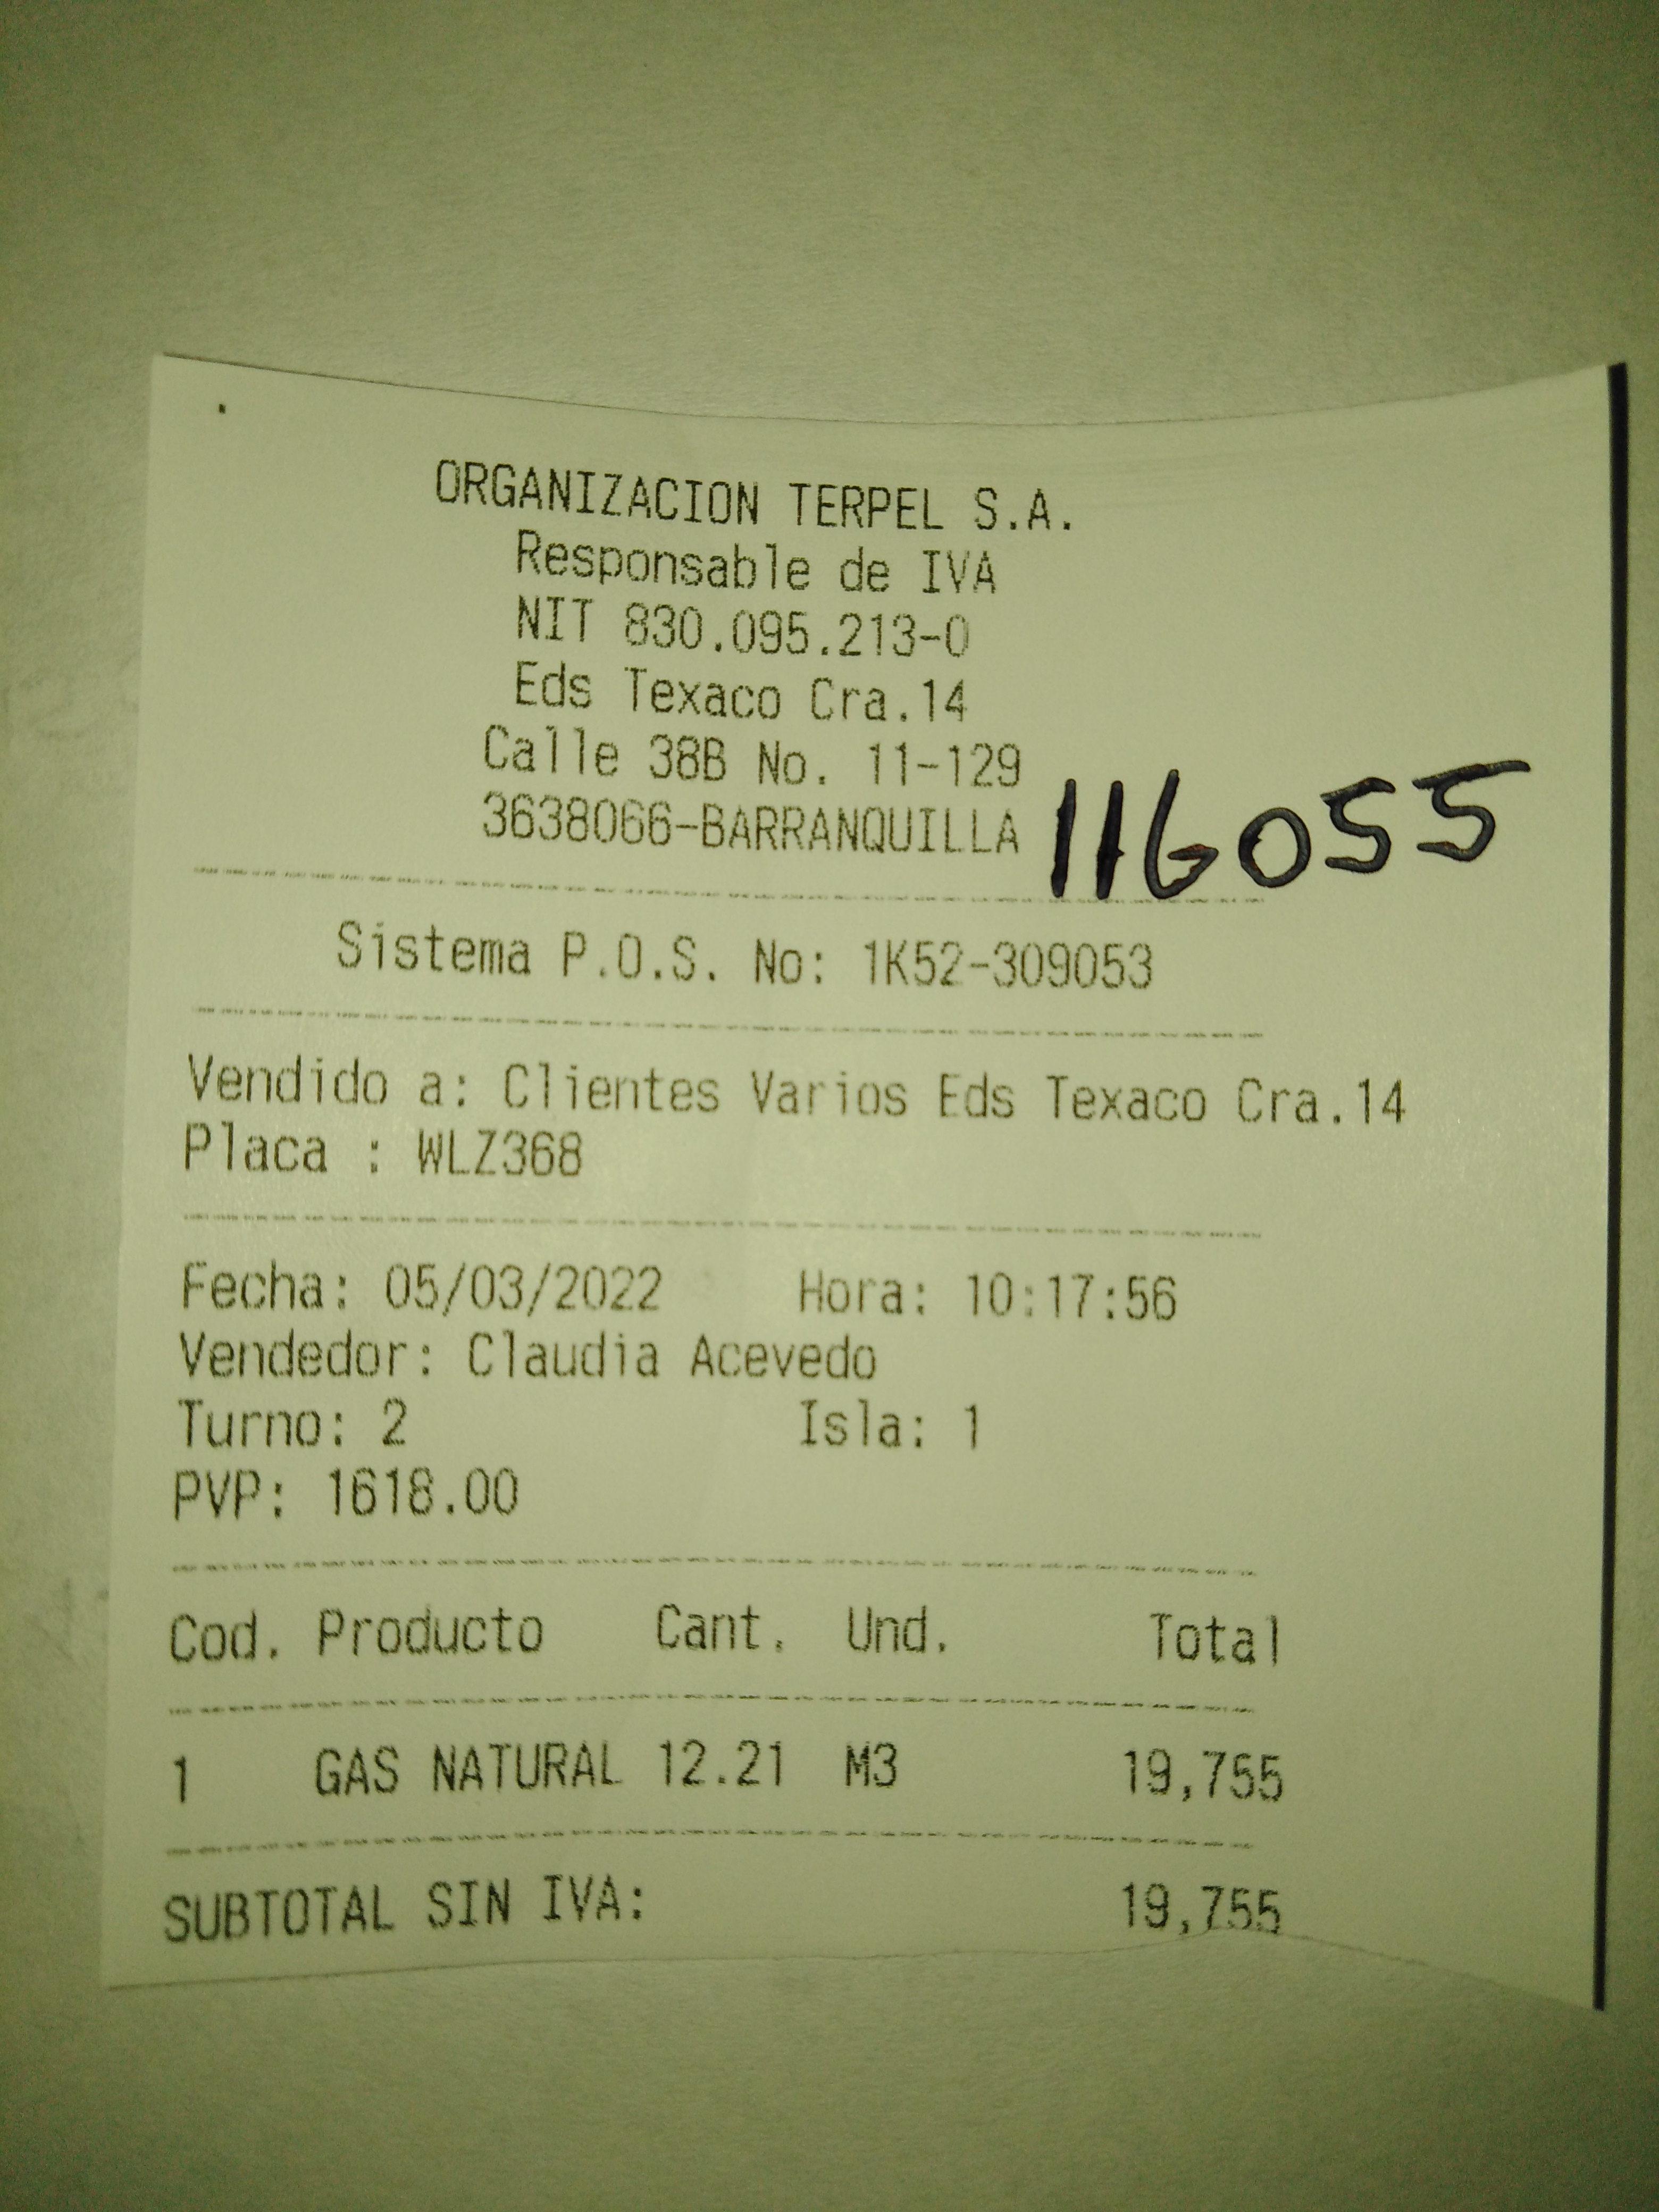 ORGANIZACION TERPEL S.A.
Responsable de IVA
NIT 830.095.213-0
Eds Texaco Cra.14
Calle 38B No. 11-129
3638066-BARRANQUILLA 116055
Sistema P.O.S. No: 1K52-309053
Vendido a: Clientes Varios Eds Texaco Cra.14
Placa : WLZ368
Fecha: 05/03/2022 Hora: 10:17:56
Vendedor: Claudia Acevedo
Turno: 2 Isla: 1
PVP: 1618.00
Cod. Producto Cant. Und. Total
1 GAS NATURAL 12.21 M3 19,755
SUBTOTAL SIN IVA: 19,755